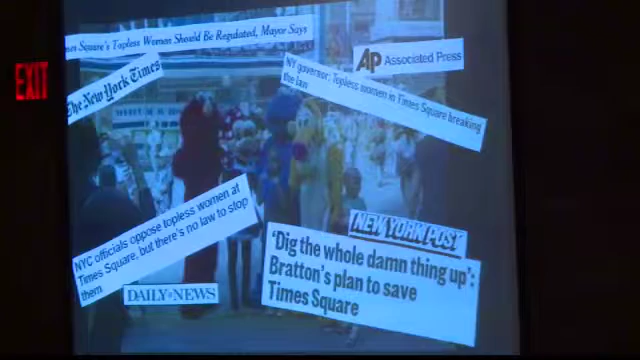 es Square's Topless Women Should Be Regulated, Mayor Says
The New York Times
AP Associated Press
NY governor: Topless women in Times Square breaking
the law
EXIT
NYC officials oppose topless women at
Times Square, but there's no law to stop
them
DAILY NEWS
NEW YORK POST
'Dig the whole damn thing up':
Bratton's plan to save
Times Square